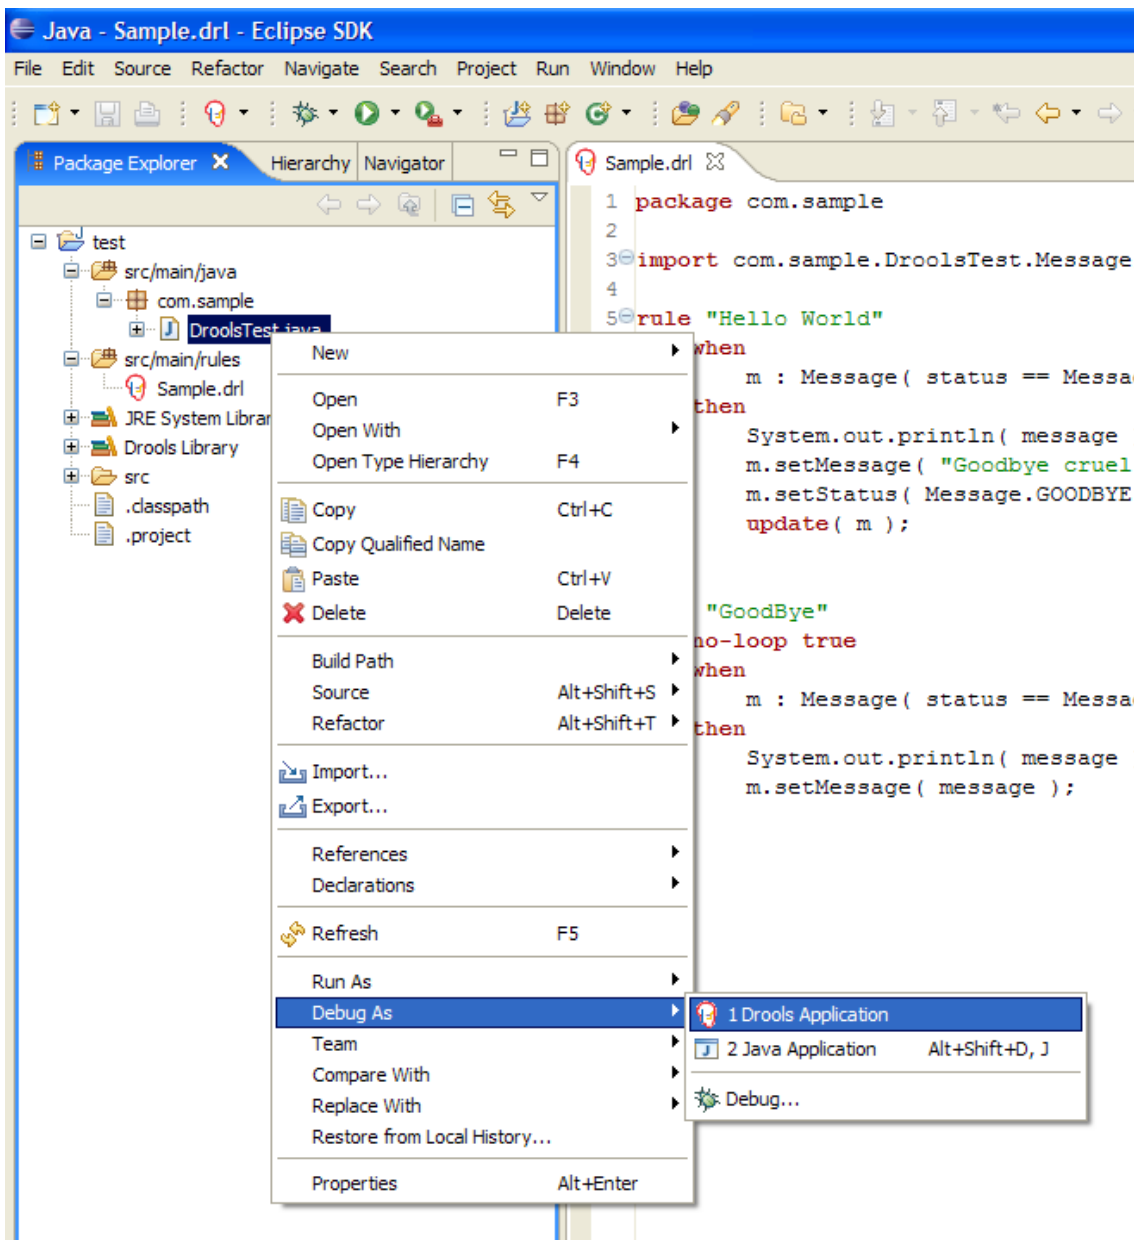 Java - Sample.drl - Eclipse SDK
File Edit Source Refactor Navigate Search Project Run Window Help
Package Explorer Hierarchy Navigator
test
src/main/java
com.sample
DroolsTest.java
src/main/rules
Sample.drl
JRE System Librar
Drools Library
src
.classpath
.project
Sample.drl
1 package com.sample
2
3 import com.sample.DroolsTest.Message
4
5 rule "Hello World"
when
m : Message( status == Messa
then
System.out.println( message
m.setMessage( "Goodbye cruel
m.setStatus( Message.GOODBYE
update( m );
"GoodBye"
no-loop true
when
m : Message( status == Messa
then
System.out.println( message
m.setMessage( message );
New
Open F3
Open With
Open Type Hierarchy F4
Copy Ctrl+C
Copy Qualified Name
Paste Ctrl+V
Delete Delete
Build Path
Source Alt+Shift+S
Refactor Alt+Shift+T
Import...
Export...
References
Declarations
Refresh F5
Run As
Debug As
Team
Compare With
Replace With
Restore from Local History...
Properties Alt+Enter
1 Drools Application
2 Java Application Alt+Shift+D, J
Debug...